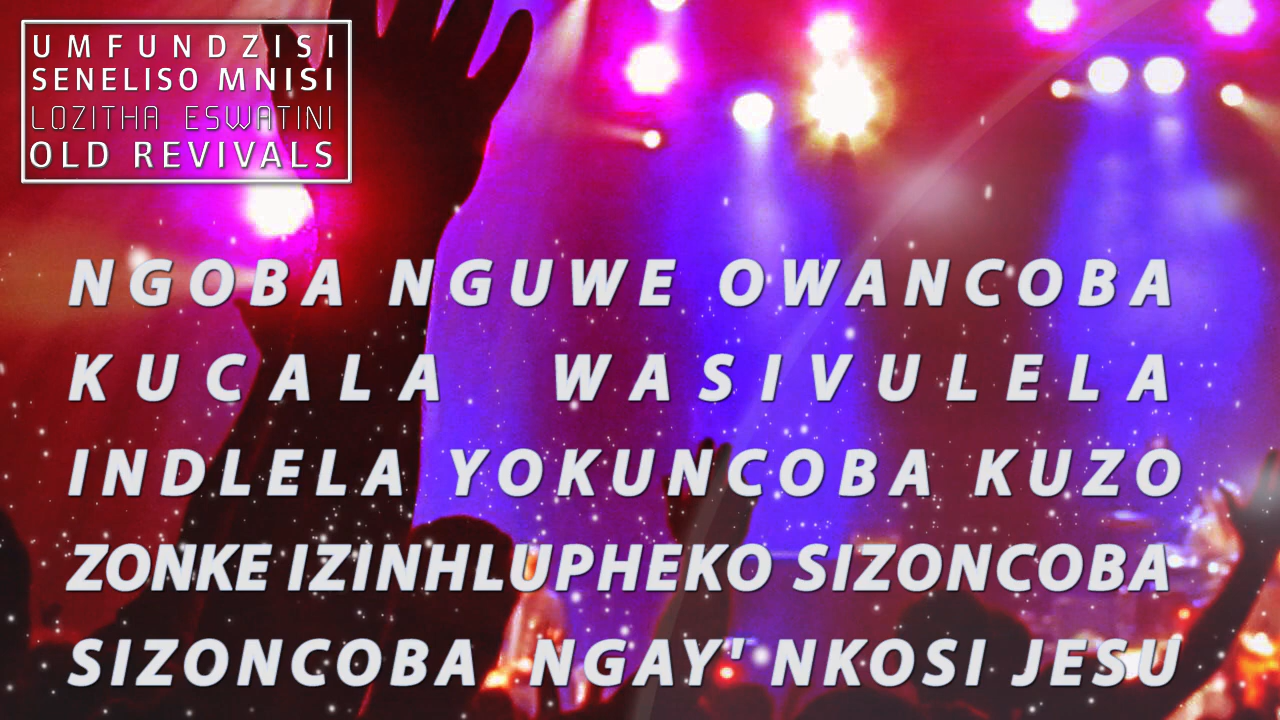 UMFUNDZISI
SENELISO MNISI
LOZITHA ESWATINI
OLD REVIVALS
NGOBA NGUWE OWANCOBA
KUCALA WASIVULELA
INDLELA YOKUNCOBA KUZO
ZONKE IZINHLUPHEKO SIZONCOBA
SIZONCOBA NGAY' NKOSI JESU